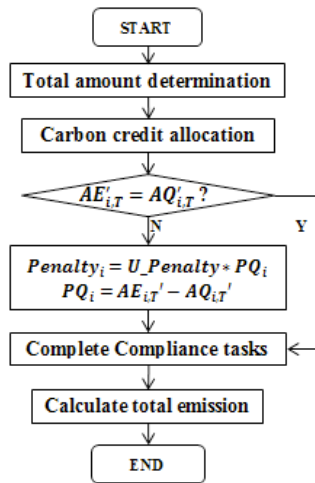 START
Total amount determination
Carbon credit allocation
AE′i,T = AQ′i,T ?
N
Y
Penaltyi = U_Penalty* PQi
PQi = AEi,T′ − AQi,T′
Complete Compliance tasks
Calculate total emission
END